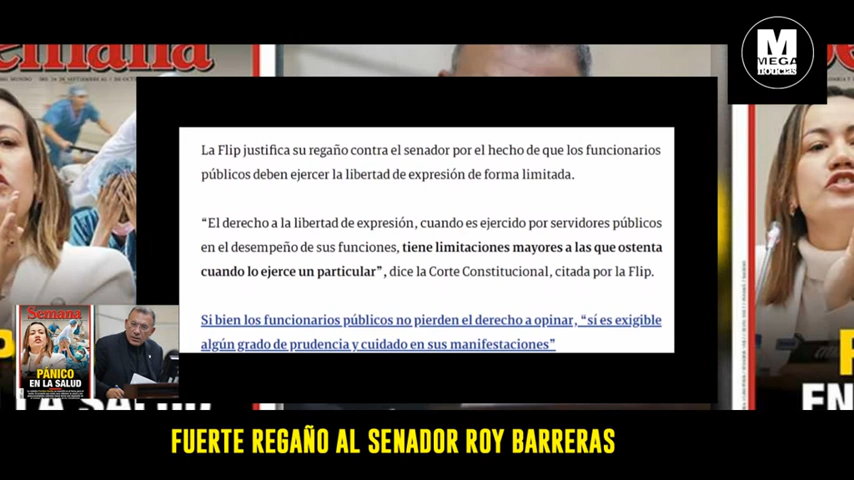 Semana
M
MEGA
noticias
La Flip justifica su regaño contra el senador por el hecho de que los funcionarios
públicos deben ejercer la libertad de expresión de forma limitada.
“El derecho a la libertad de expresión, cuando es ejercido por servidores públicos
en el desempeño de sus funciones, tiene limitaciones mayores a las que ostenta
cuando lo ejerce un particular”, dice la Corte Constitucional, citada por la Flip.
Si bien los funcionarios públicos no pierden el derecho a opinar, “sí es exigible
algún grado de prudencia y cuidado en sus manifestaciones”
Semana
PÁNICO
EN LA SALUD
LA SALUD
EN
FUERTE REGAÑO AL SENADOR ROY BARRERAS